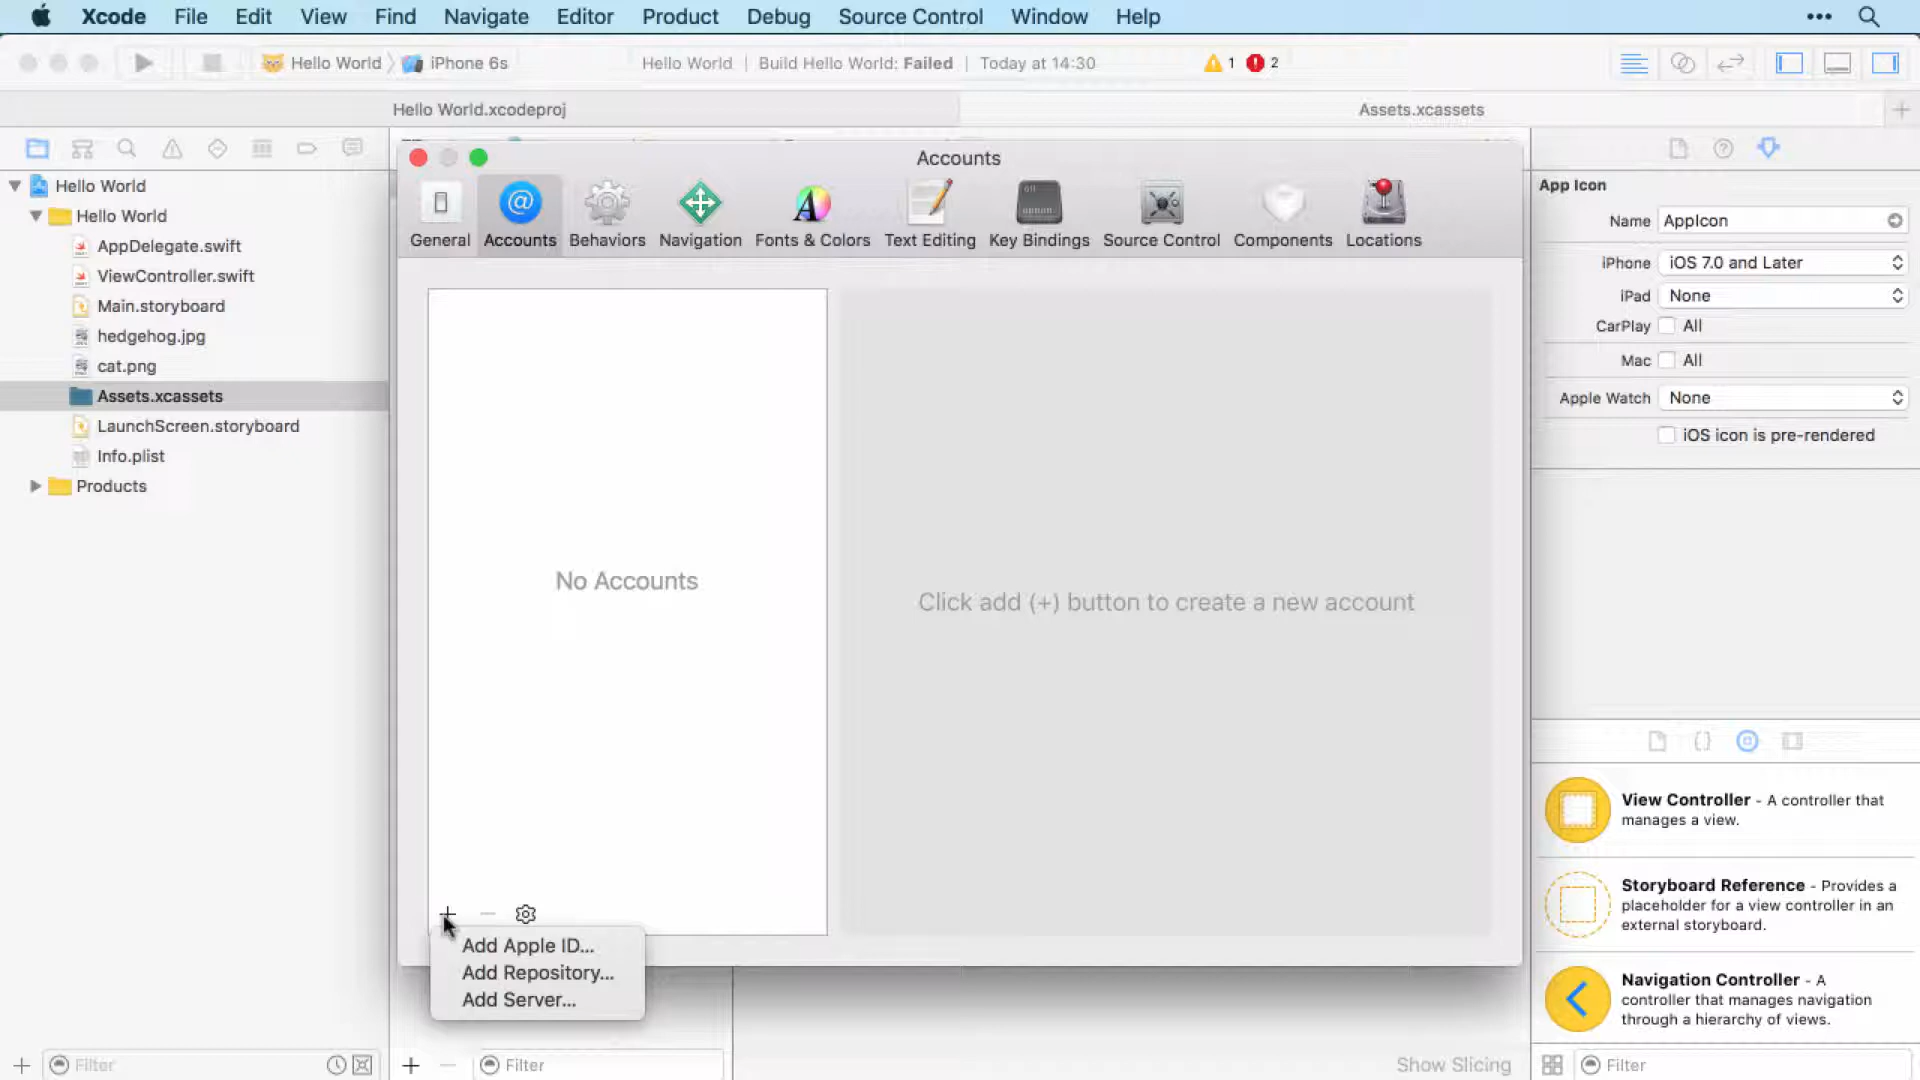 Xcode File Edit View Find Navigate Editor Product Debug Source Control Window Help
Hello World iPhone 6s Hello World | Build Hello World: Failed | Today at 14:30 1 2
Hello World.xcodeproj Assets.xcassets
Hello World
Hello World
AppDelegate.swift
ViewController.swift
Main.storyboard
hedgehog.jpg
cat.png
Assets.xcassets
LaunchScreen.storyboard
Info.plist
Products
Filter
Accounts
General Accounts Behaviors Navigation Fonts & Colors Text Editing Key Bindings Source Control Components Locations
No Accounts
Click add (+) button to create a new account
Add Apple ID...
Add Repository...
Add Server...
Filter
Show Slicing
App Icon
Name AppIcon
iPhone iOS 7.0 and Later
iPad None
CarPlay All
Mac All
Apple Watch None
iOS icon is pre-rendered
View Controller - A controller that
manages a view.
Storyboard Reference - Provides a
placeholder for a view controller in an
external storyboard.
Navigation Controller - A
controller that manages navigation
through a hierarchy of views.
Filter